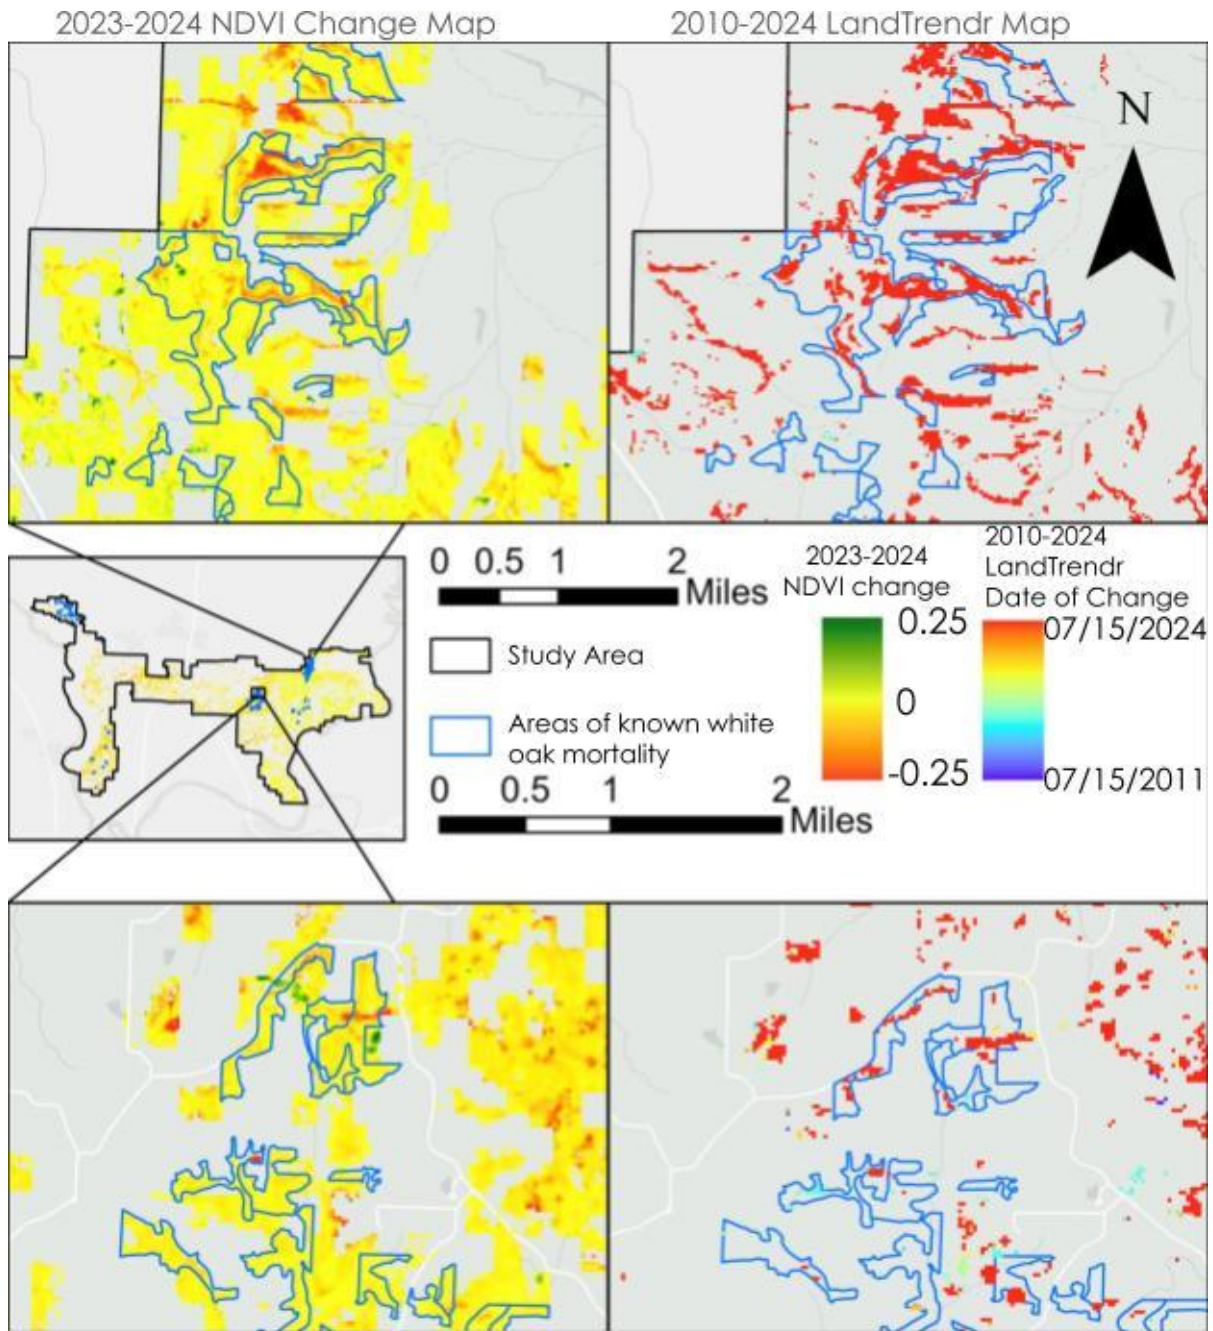 2023-2024 NDVI Change Map
2010-2024 LandTrendr Map
N
0 0.5 1 2
Miles
Study Area
Areas of known white
oak mortality
0 0.5 1 2
Miles
2023-2024
NDVI change
0.25
0
-0.25
2010-2024
LandTrendr
Date of Change
07/15/2024
07/15/2011